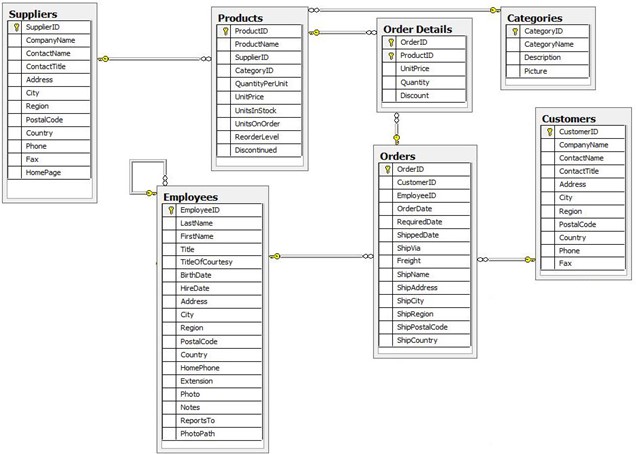 Suppliers
SupplierID
CompanyName
ContactName
ContactTitle
Address
City
Region
PostalCode
Country
Phone
Fax
HomePage
Products
ProductID
ProductName
SupplierID
CategoryID
QuantityPerUnit
UnitPrice
UnitsInStock
UnitsOnOrder
ReorderLevel
Discontinued
Order Details
OrderID
ProductID
UnitPrice
Quantity
Discount
Categories
CategoryID
CategoryName
Description
Picture
Customers
CustomerID
CompanyName
ContactName
ContactTitle
Address
City
Region
PostalCode
Country
Phone
Fax
Orders
OrderID
CustomerID
EmployeeID
OrderDate
RequiredDate
ShippedDate
ShipVia
Freight
ShipName
ShipAddress
ShipCity
ShipRegion
ShipPostalCode
ShipCountry
Employees
EmployeeID
LastName
FirstName
Title
TitleOfCourtesy
BirthDate
HireDate
Address
City
Region
PostalCode
Country
HomePhone
Extension
Photo
Notes
ReportsTo
PhotoPath